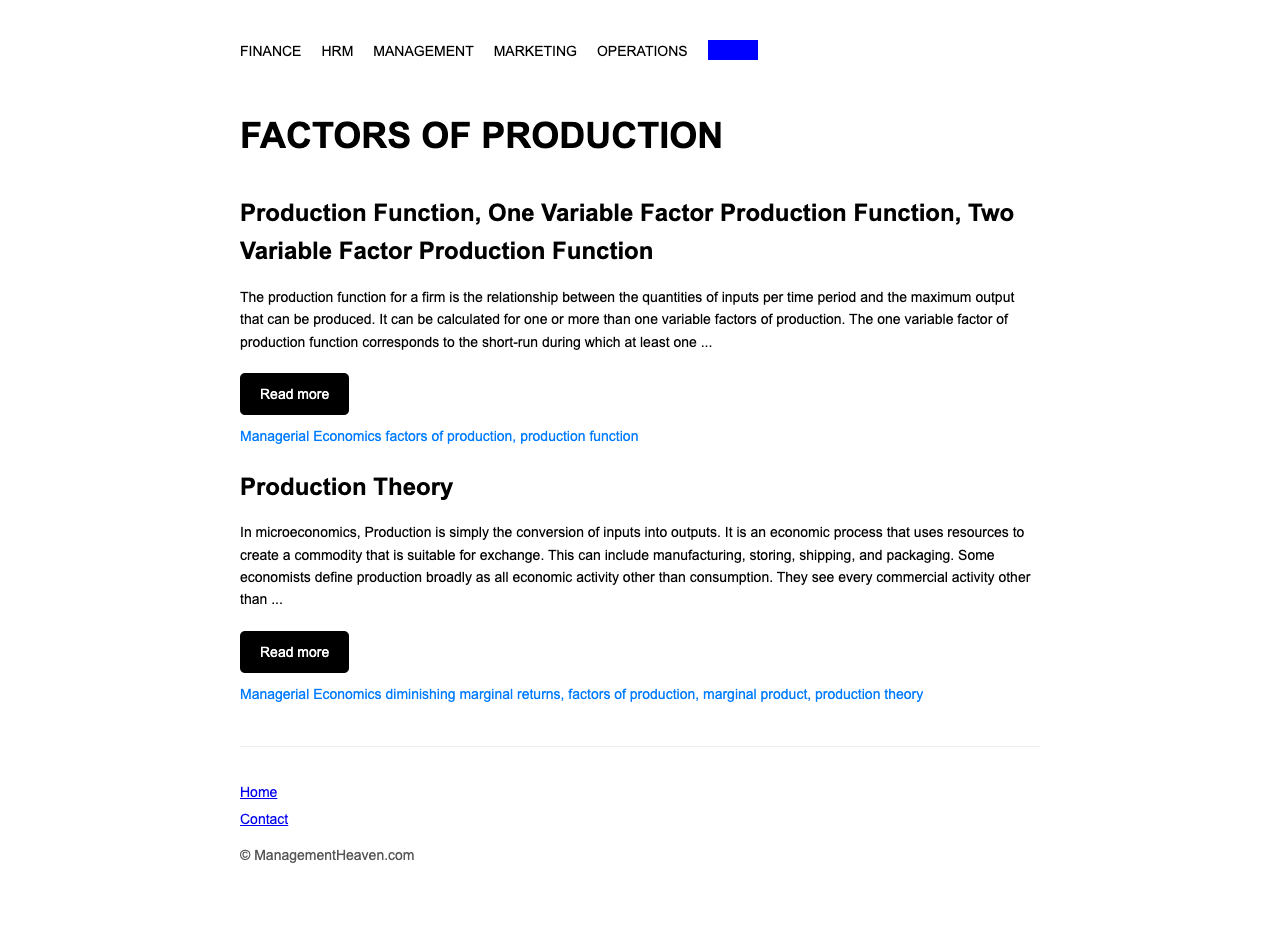 FINANCE HRM MANAGEMENT MARKETING OPERATIONS
FACTORS OF PRODUCTION
Production Function, One Variable Factor Production Function, Two
Variable Factor Production Function
The production function for a firm is the relationship between the quantities of inputs per time period and the maximum output
that can be produced. It can be calculated for one or more than one variable factors of production. The one variable factor of
production function corresponds to the short-run during which at least one ...
Read more
Managerial Economics factors of production, production function
Production Theory
In microeconomics, Production is simply the conversion of inputs into outputs. It is an economic process that uses resources to
create a commodity that is suitable for exchange. This can include manufacturing, storing, shipping, and packaging. Some
economists define production broadly as all economic activity other than consumption. They see every commercial activity other
than ...
Read more
Managerial Economics diminishing marginal returns, factors of production, marginal product, production theory
Home
Contact
© ManagementHeaven.com